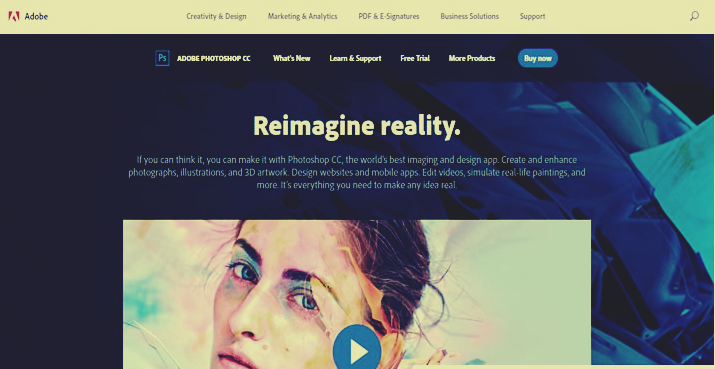 Adobe
Creativity & Design Marketing & Analytics PDF & E-Signatures Business Solutions Support
Ps ADOBE PHOTOSHOP CC What's New Learn & Support Free Trial More Products Buy now
Reimagine reality.
If you can think it, you can make it with Photoshop CC, the world's best imaging and design app. Create and enhance
photographs, illustrations, and 3D artwork. Design websites and mobile apps. Edit videos, simulate real-life paintings, and
more. It's everything you need to make any idea real.